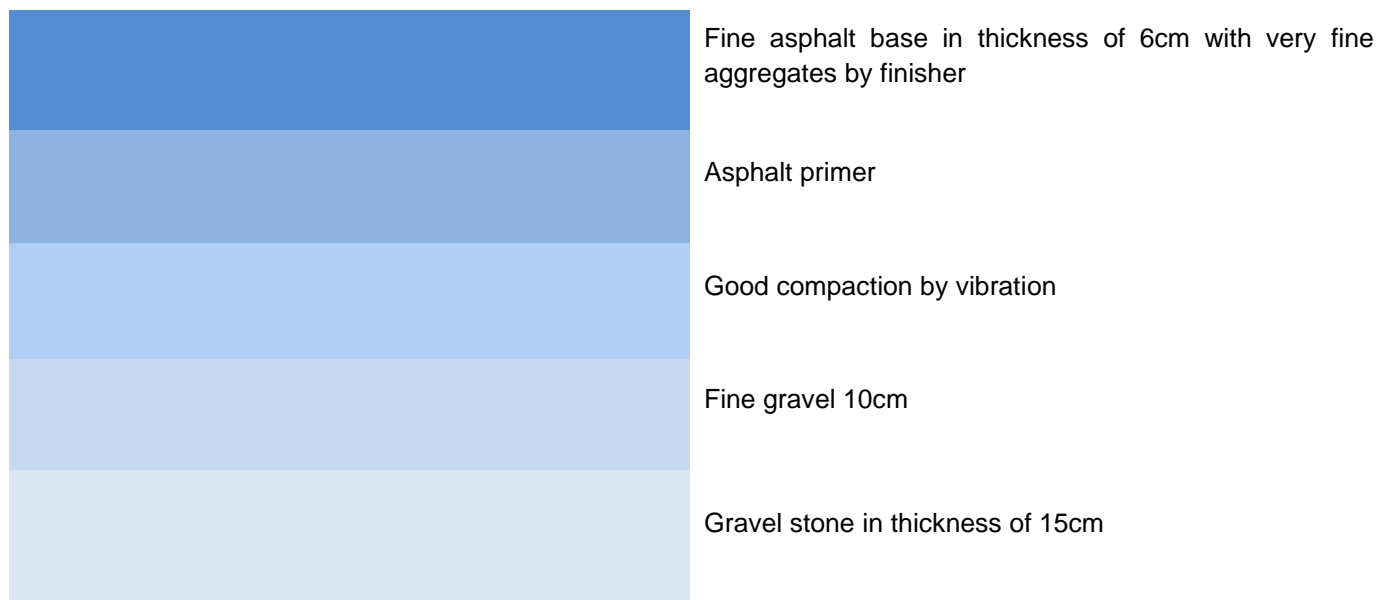 Fine asphalt base in thickness of 6cm with very fine
aggregates by finisher
Asphalt primer
Good compaction by vibration
Fine gravel 10cm
Gravel stone in thickness of 15cm